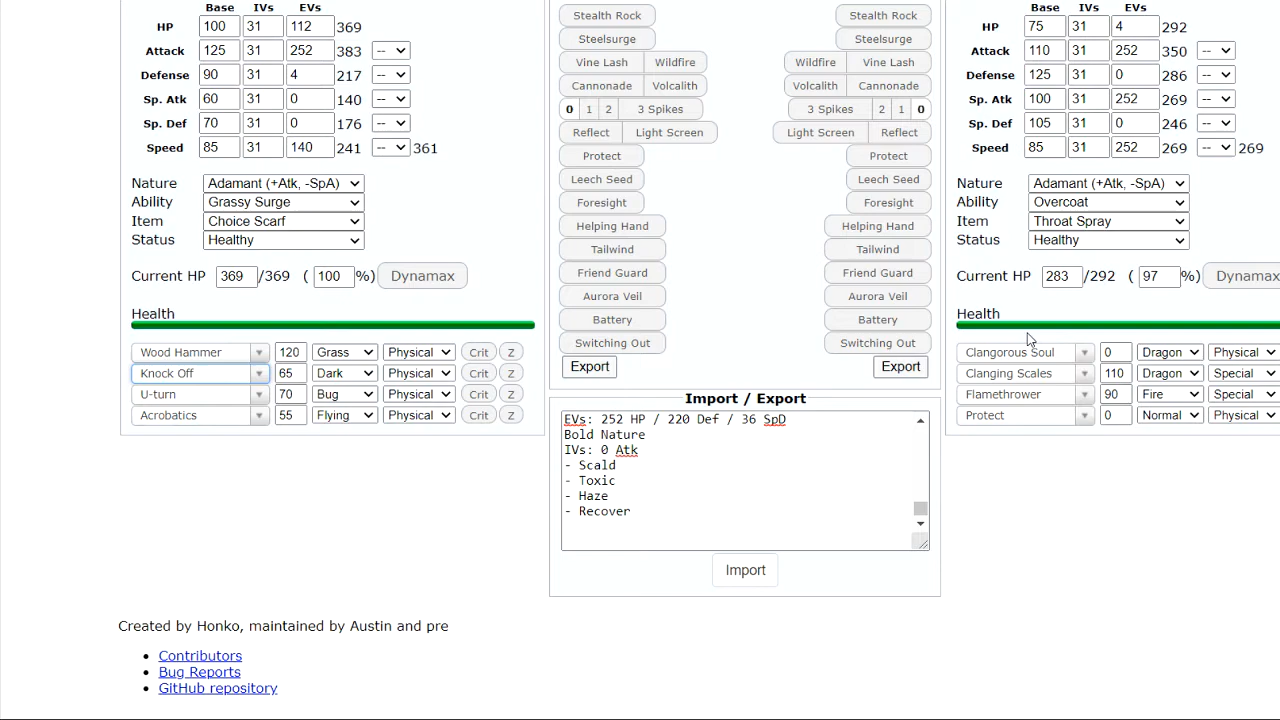 Base IVs EVs
HP 100 31 112 369
Attack 125 31 252 383 --
Defense 90 31 4 217 --
Sp. Atk 60 31 0 140 --
Sp. Def 70 31 0 176 --
Speed 85 31 140 241 -- 361
Nature Adamant (+Atk, -SpA)
Ability Grassy Surge
Item Choice Scarf
Status Healthy
Current HP 369 /369 ( 100 %) Dynamax
Health
Wood Hammer 120 Grass Physical Crit Z
Knock Off 65 Dark Physical Crit Z
U-turn 70 Bug Physical Crit Z
Acrobatics 55 Flying Physical Crit Z
Stealth Rock Stealth Rock
Steelsurge Steelsurge
Vine Lash Wildfire Wildfire Vine Lash
Cannonade Volcalith Volcalith Cannonade
0 1 2 3 Spikes 3 Spikes 2 1 0
Reflect Light Screen Light Screen Reflect
Protect Protect
Leech Seed Leech Seed
Foresight Foresight
Helping Hand Helping Hand
Tailwind Tailwind
Friend Guard Friend Guard
Aurora Veil Aurora Veil
Battery Battery
Switching Out Switching Out
Export Export
Import / Export
EVs: 252 HP / 220 Def / 36 SpD
Bold Nature
IVs: 0 Atk
- Scald
- Toxic
- Haze
- Recover
Import
Base IVs EVs
HP 75 31 4 292
Attack 110 31 252 350 --
Defense 125 31 0 286 --
Sp. Atk 100 31 252 269 --
Sp. Def 105 31 0 246 --
Speed 85 31 252 269 -- 269
Nature Adamant (+Atk, -SpA)
Ability Overcoat
Item Throat Spray
Status Healthy
Current HP 283 /292 ( 97 %) Dynamax
Health
Clangorous Soul 0 Dragon Physical
Clanging Scales 110 Dragon Special
Flamethrower 90 Fire Special
Protect 0 Normal Physical
Created by Honko, maintained by Austin and pre
• Contributors
• Bug Reports
• GitHub repository